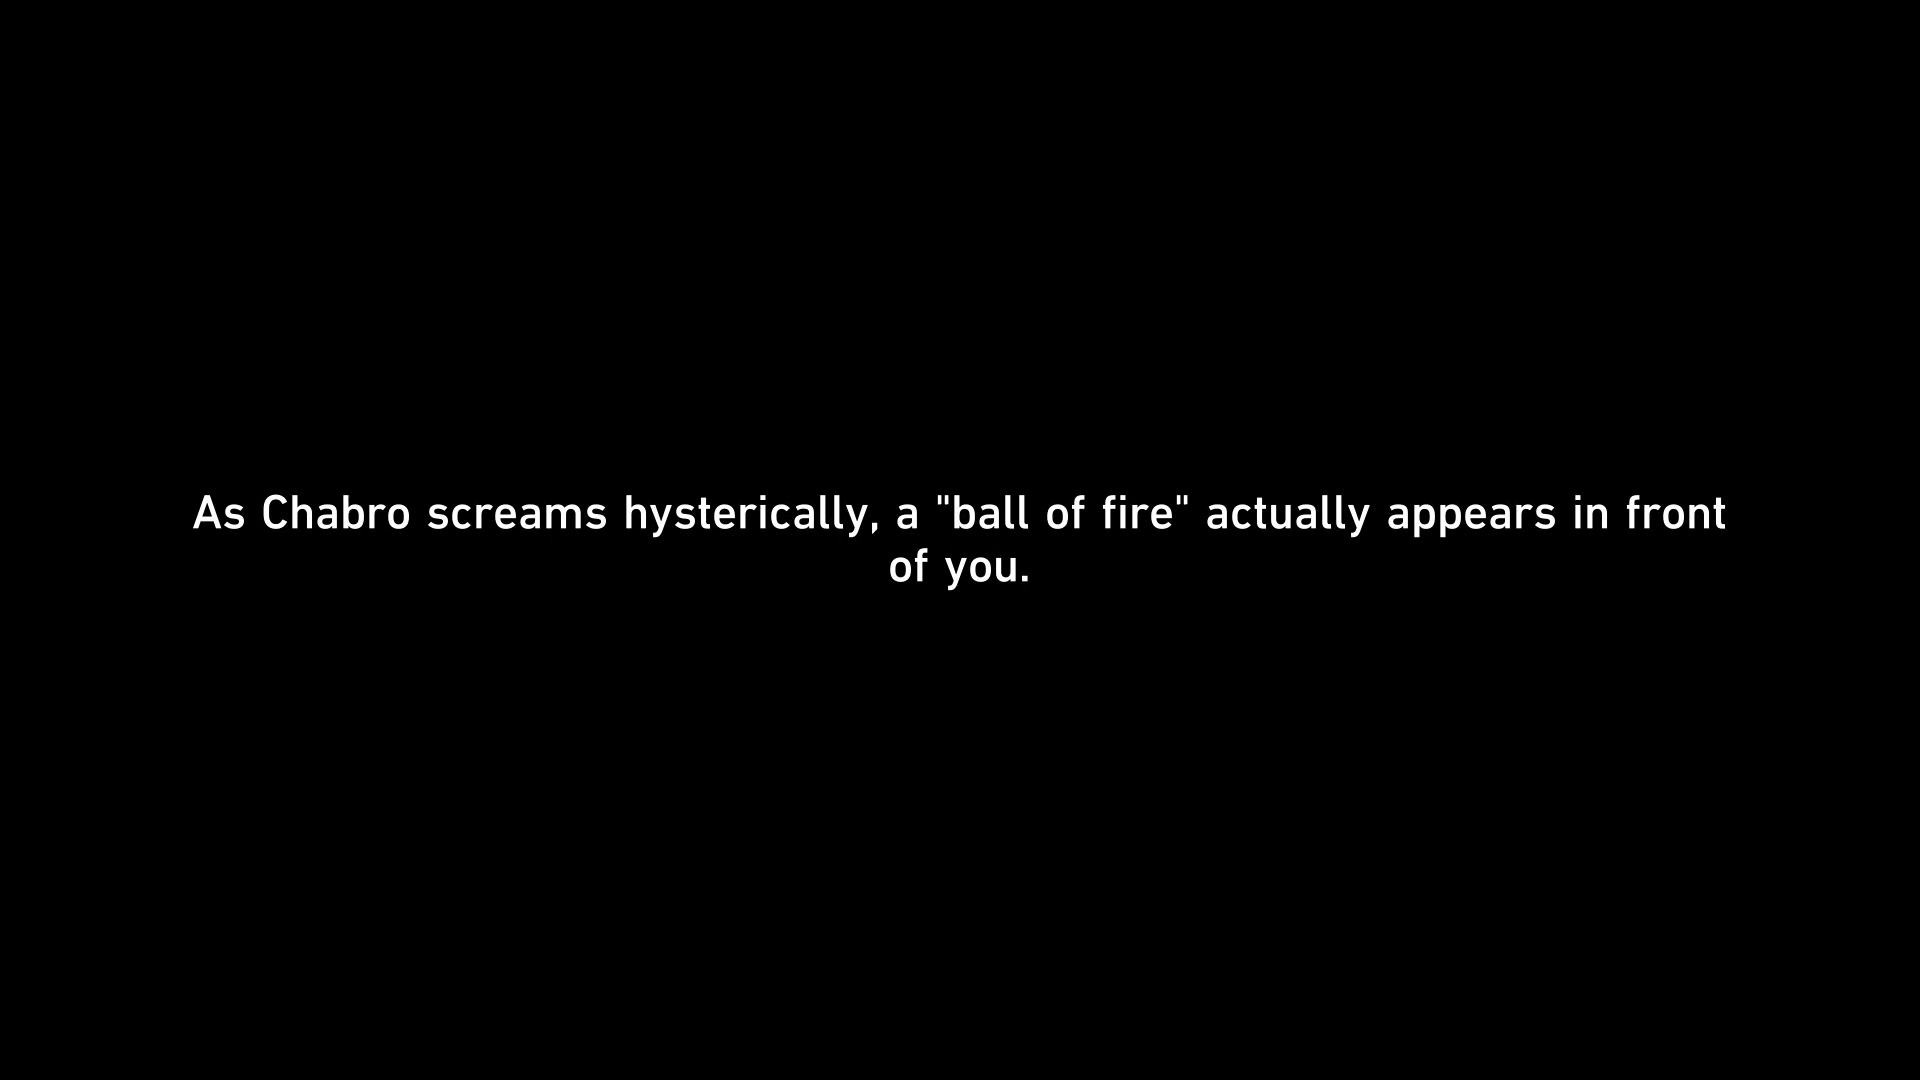 As Chabro screams hysterically, a "ball of fire" actually appears in front
of you.